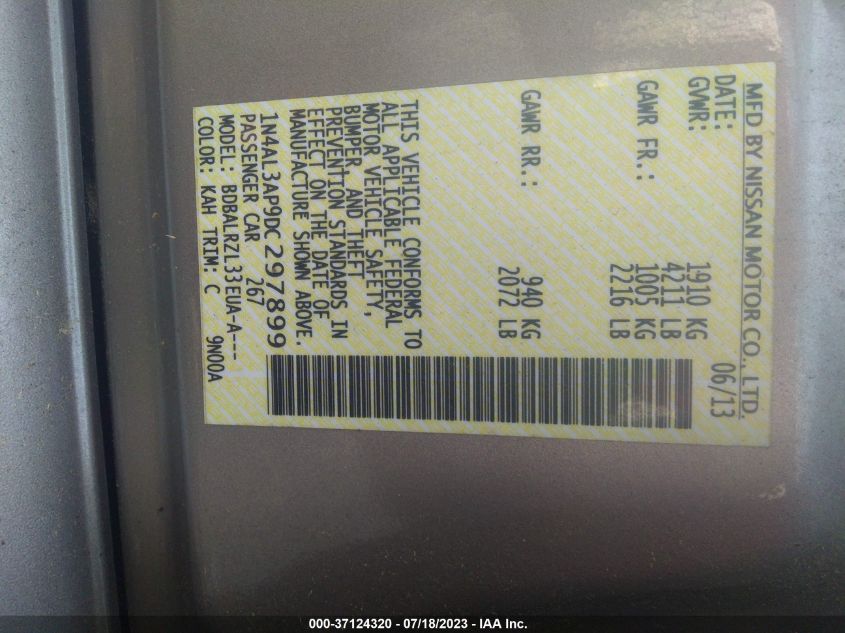 MFD BY NISSAN MOTOR CO., LTD.
DATE: 06/13
GVWR: 1910 KG
4211 LB
GAWR FR.: 1005 KG
2216 LB
GAWR RR.: 940 KG
2072 LB
THIS VEHICLE CONFORMS TO
ALL APPLICABLE FEDERAL
MOTOR VEHICLE SAFETY,
BUMPER, AND THEFT
PREVENTION STANDARDS IN
EFFECT ON THE DATE OF
MANUFACTURE SHOWN ABOVE.
1N4AL3AP9DC297899
PASSENGER CAR 267
MODEL: BDBALRZL33EUA-A---
COLOR: KAH TRIM: C 9N00A
000-37124320 - 07/18/2023 - IAA Inc.